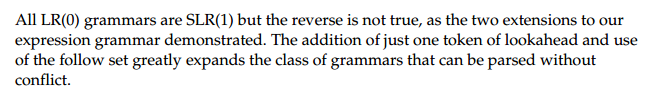 All LR(0) grammars are SLR(1) but the reverse is not true, as the two extensions to our
expression grammar demonstrated. The addition of just one token of lookahead and use
of the follow set greatly expands the class of grammars that can be parsed without
conflict.